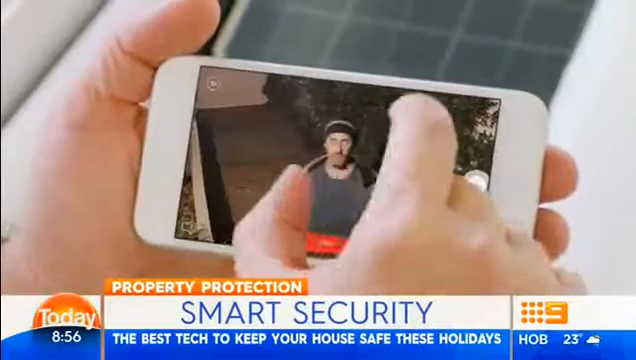 PROPERTY PROTECTION
SMART SECURITY
Today
8:56
THE BEST TECH TO KEEP YOUR HOUSE SAFE THESE HOLIDAYS
9
HOB 23°